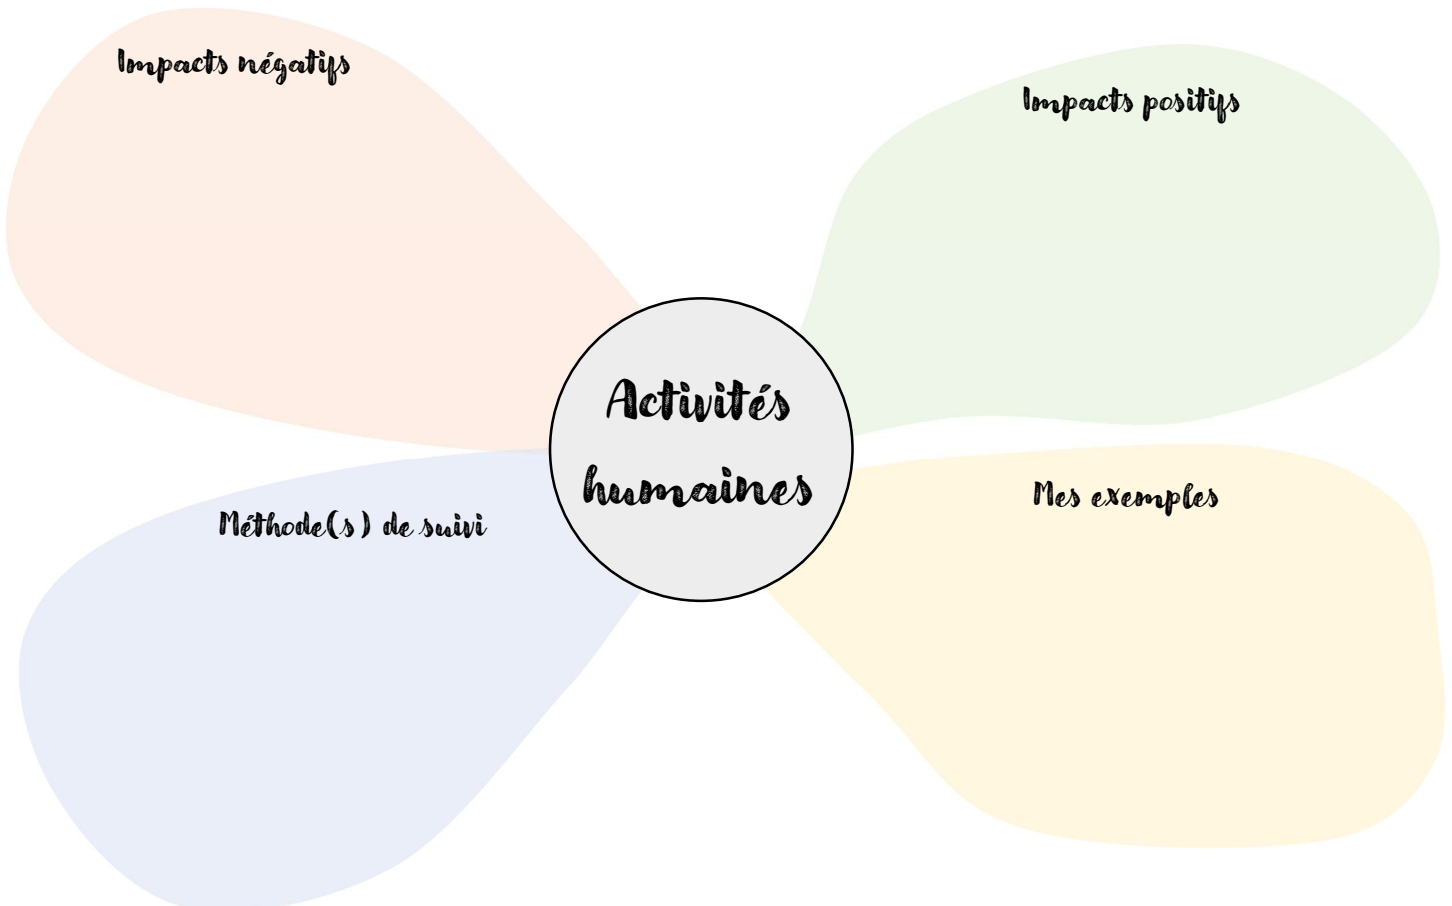 Impacts négatifs
Impacts positifs
Activités
humaines
Méthode(s) de suivi
Mes exemples